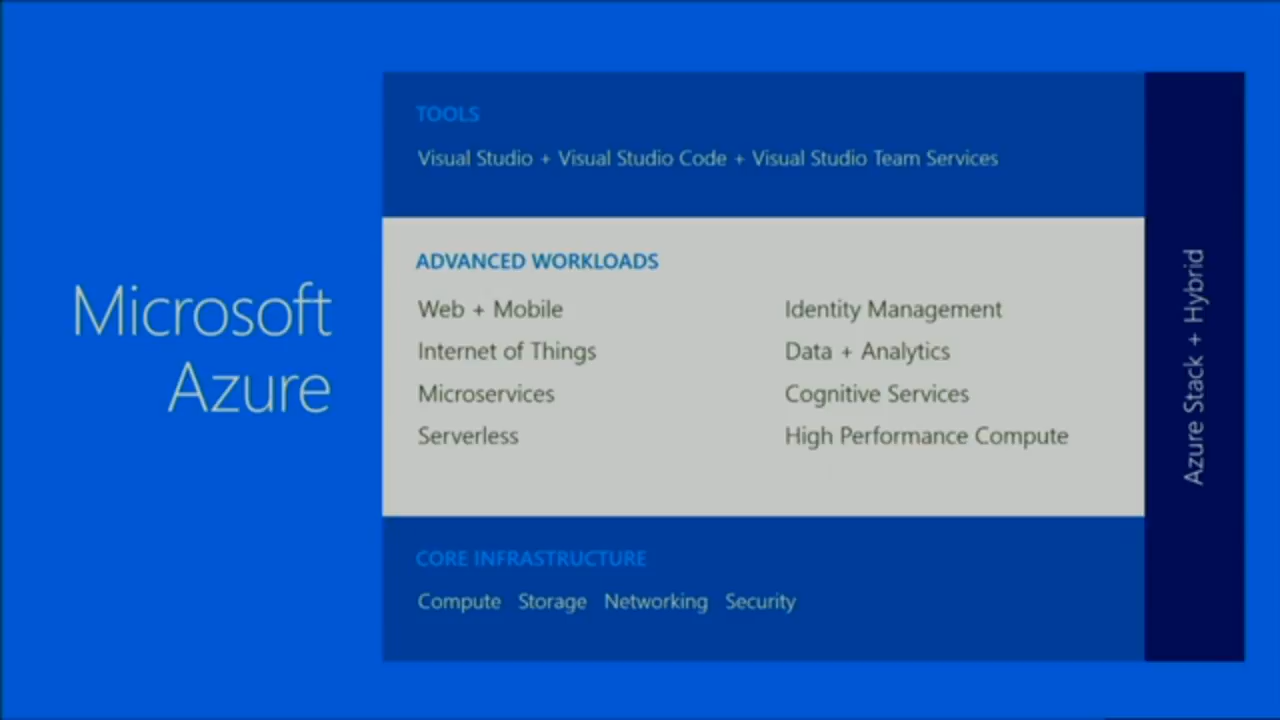 Microsoft
Azure
TOOLS
Visual Studio + Visual Studio Code + Visual Studio Team Services
ADVANCED WORKLOADS
Web + Mobile
Internet of Things
Microservices
Serverless
Identity Management
Data + Analytics
Cognitive Services
High Performance Compute
CORE INFRASTRUCTURE
Compute Storage Networking Security
Azure Stack + Hybrid